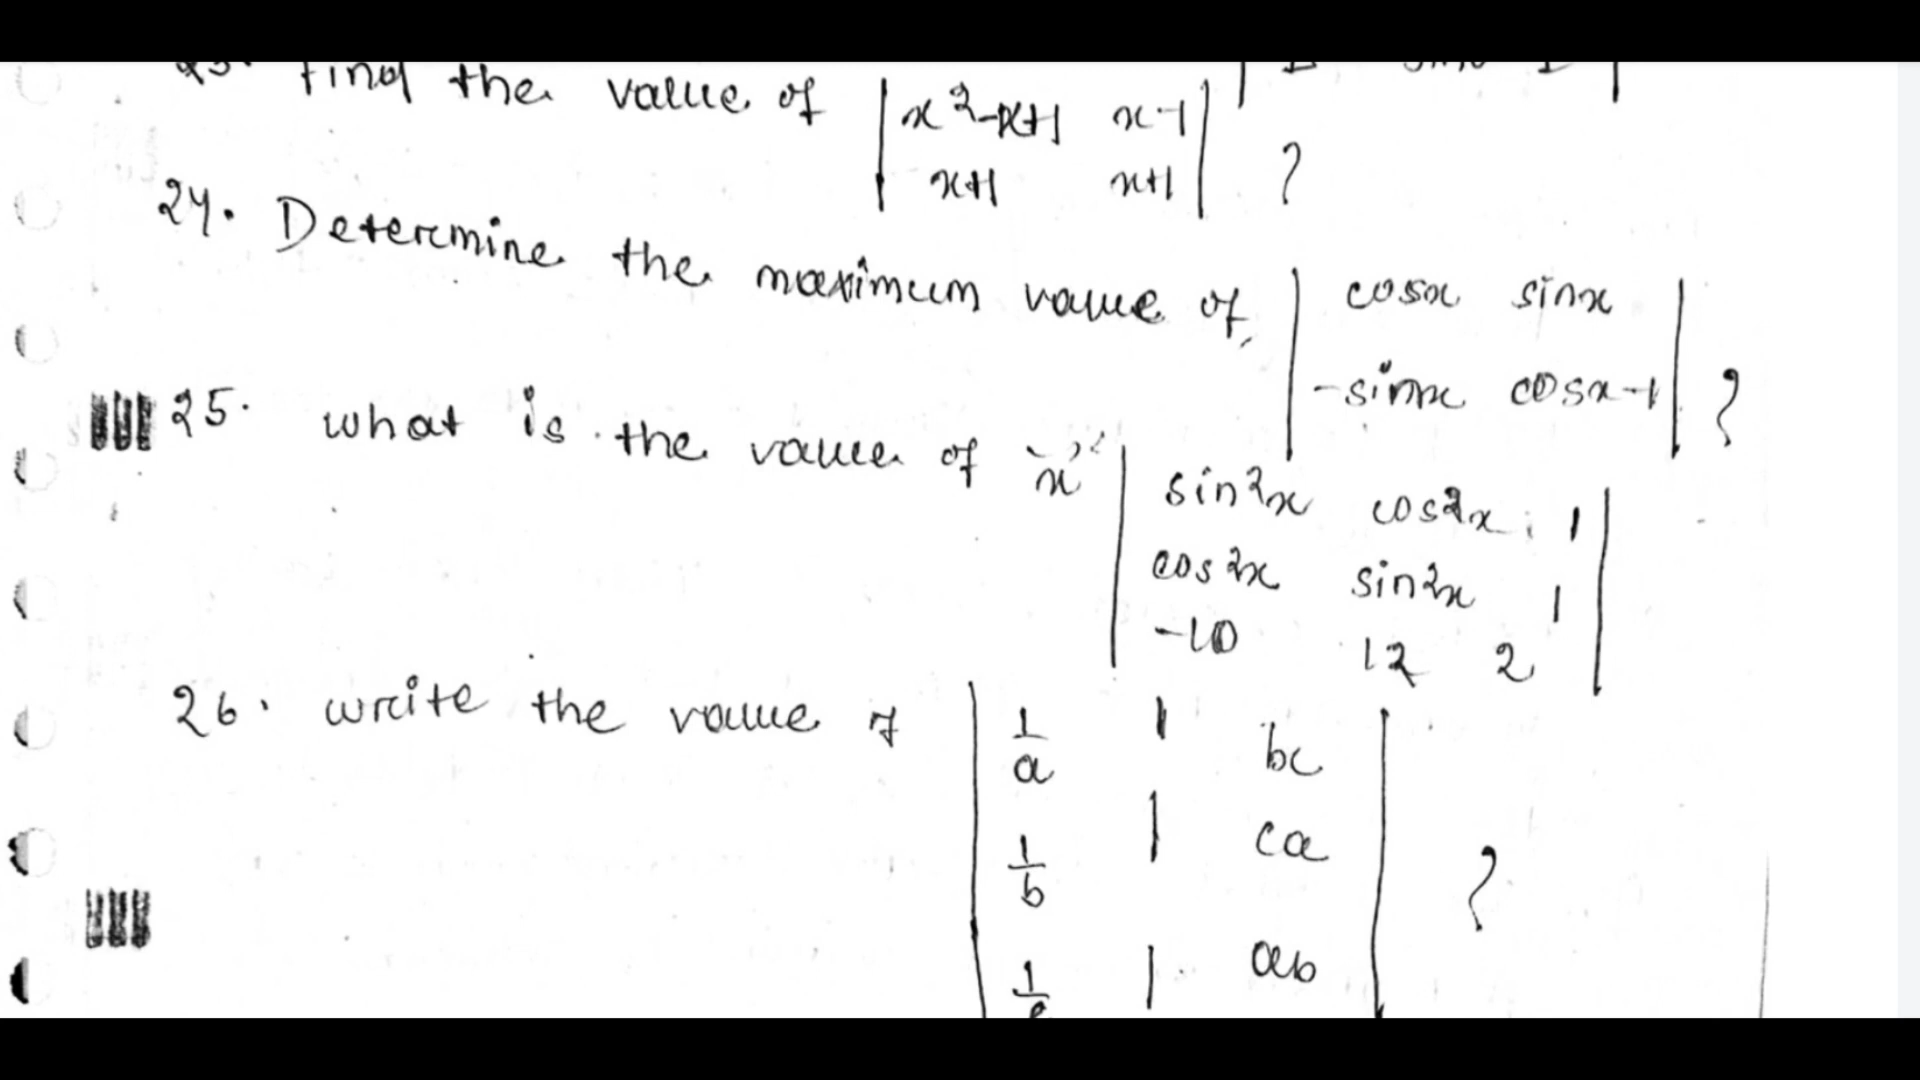 23. Find the value of | x²-x+1 x-1 |
| x+1 x+1 | ?
24. Determine the maximum value of | cosx sinx |
| -sinx cosx-1 | ?
25. what is the value of x | sin²x cos²x 1 |
| cos²x sin²x 1 |
| -10 12 2 |
26. write the value of | 1/a 1 bc |
| 1/b 1 ca | ?
| 1/c 1 ab |